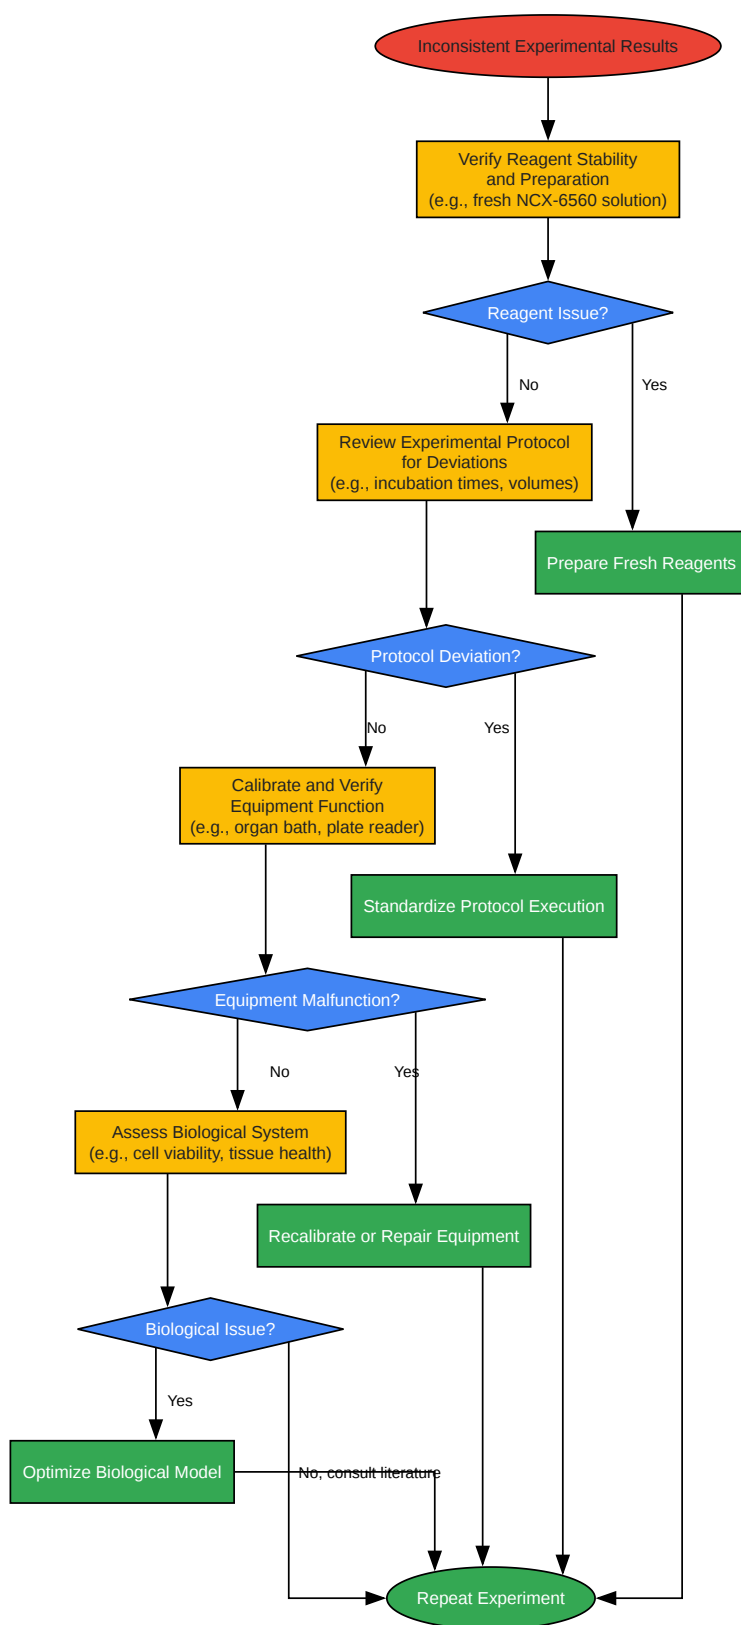 Inconsistent Experimental Results
Verify Reagent Stability
and Preparation
(e.g., fresh NCX-6560 solution)
Reagent Issue?
No
Yes
Review Experimental Protocol
for Deviations
(e.g., incubation times, volumes)
Prepare Fresh Reagents
Protocol Deviation?
No
Yes
Calibrate and Verify
Equipment Function
(e.g., organ bath, plate reader)
Standardize Protocol Execution
Equipment Malfunction?
No
Yes
Assess Biological System
(e.g., cell viability, tissue health)
Recalibrate or Repair Equipment
Biological Issue?
Yes
Optimize Biological Model
No, consult literature
Repeat Experiment